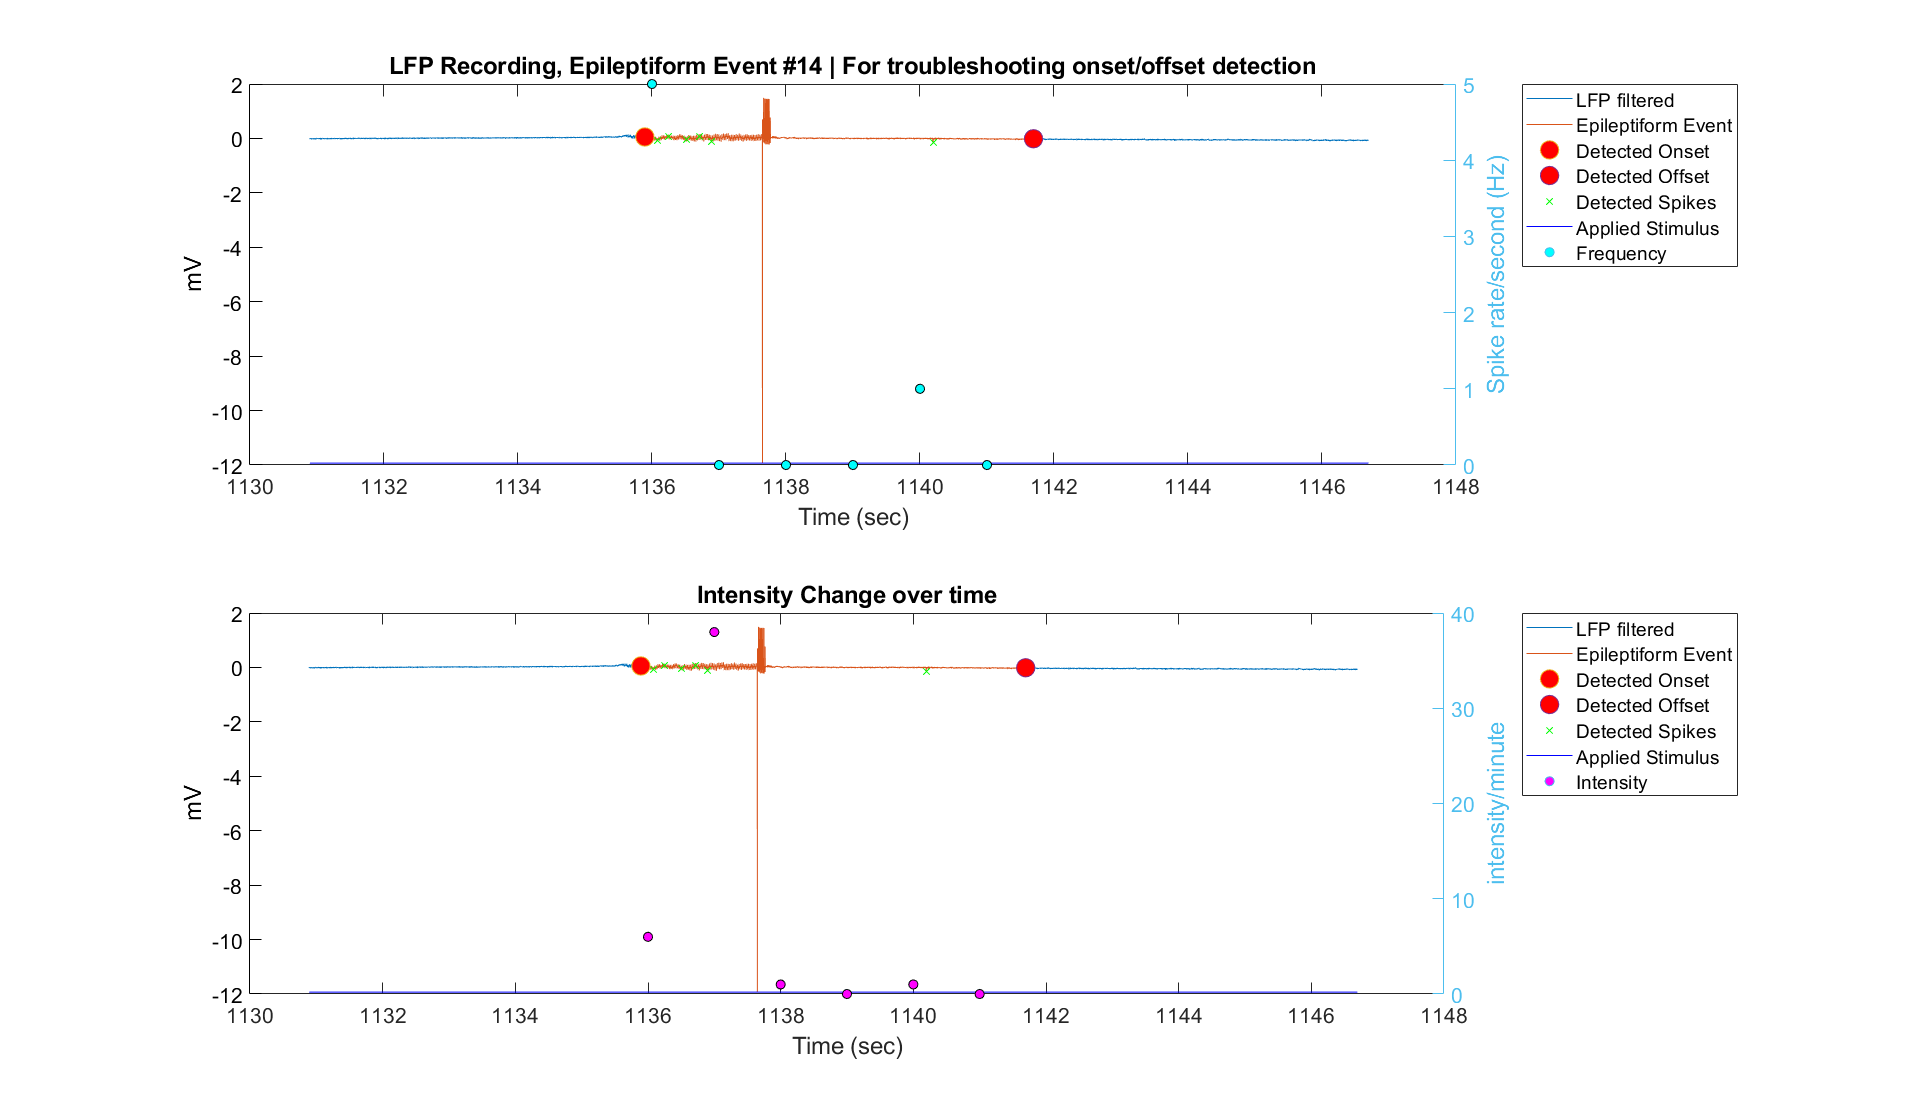 LFP Recording, Epileptiform Event #14 | For troubleshooting onset/offset detection
2
0
-2
-4
-6
-8
-10
-12
mV
1130
1132
1134
1136
1138
1140
1142
1144
1146
1148
Time (sec)
5
4
3
2
1
0
Spike rate/second (Hz)
LFP filtered
Epileptiform Event
Detected Onset
Detected Offset
Detected Spikes
Applied Stimulus
Frequency
Intensity Change over time
2
0
-2
-4
-6
-8
-10
-12
mV
1130
1132
1134
1136
1138
1140
1142
1144
1146
1148
Time (sec)
40
30
20
10
0
intensity/minute
LFP filtered
Epileptiform Event
Detected Onset
Detected Offset
Detected Spikes
Applied Stimulus
Intensity